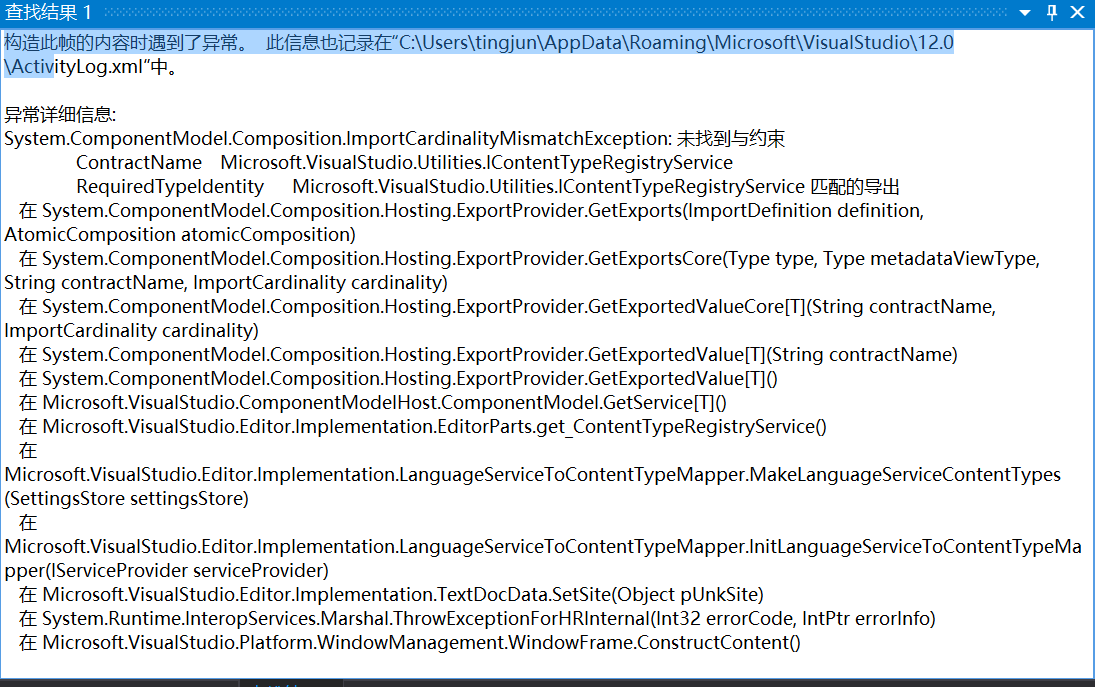 查找结果 1
构造此帧的内容时遇到了异常。 此信息也记录在“C:\Users\tingjun\AppData\Roaming\Microsoft\VisualStudio\12.0
\ActivityLog.xml”中。
异常详细信息:
System.ComponentModel.Composition.ImportCardinalityMismatchException: 未找到与约束
ContractName Microsoft.VisualStudio.Utilities.IContentTypeRegistryService
RequiredTypeIdentity Microsoft.VisualStudio.Utilities.IContentTypeRegistryService 匹配的导出
在 System.ComponentModel.Composition.Hosting.ExportProvider.GetExports(ImportDefinition definition,
AtomicComposition atomicComposition)
在 System.ComponentModel.Composition.Hosting.ExportProvider.GetExportsCore(Type type, Type metadataViewType,
String contractName, ImportCardinality cardinality)
在 System.ComponentModel.Composition.Hosting.ExportProvider.GetExportedValueCore[T](String contractName,
ImportCardinality cardinality)
在 System.ComponentModel.Composition.Hosting.ExportProvider.GetExportedValue[T](String contractName)
在 System.ComponentModel.Composition.Hosting.ExportProvider.GetExportedValue[T]()
在 Microsoft.VisualStudio.ComponentModelHost.ComponentModel.GetService[T]()
在 Microsoft.VisualStudio.Editor.Implementation.EditorParts.get_ContentTypeRegistryService()
在
Microsoft.VisualStudio.Editor.Implementation.LanguageServiceToContentTypeMapper.MakeLanguageServiceContentTypes
(SettingsStore settingsStore)
在
Microsoft.VisualStudio.Editor.Implementation.LanguageServiceToContentTypeMapper.InitLanguageServiceToContentTypeMa
pper(IServiceProvider serviceProvider)
在 Microsoft.VisualStudio.Editor.Implementation.TextDocData.SetSite(Object pUnkSite)
在 System.Runtime.InteropServices.Marshal.ThrowExceptionForHRInternal(Int32 errorCode, IntPtr errorInfo)
在 Microsoft.VisualStudio.Platform.WindowManagement.WindowFrame.ConstructContent()